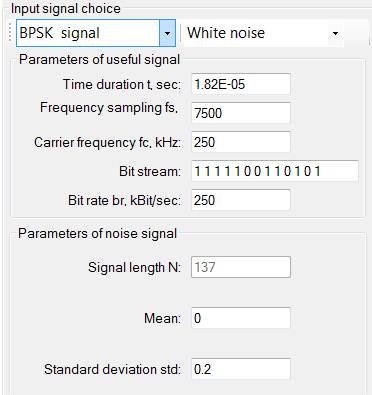 Input signal choice
BPSK signal White noise
Parameters of useful signal
Time duration t, sec: 1.82E-05
Frequency sampling fs, 7500
Carrier frequency fc, kHz: 250
Bit stream: 1 1 1 1 1 0 0 1 1 0 1 0 1
Bit rate br, kBit/sec: 250
Parameters of noise signal
Signal length N: 137
Mean: 0
Standard deviation std: 0.2